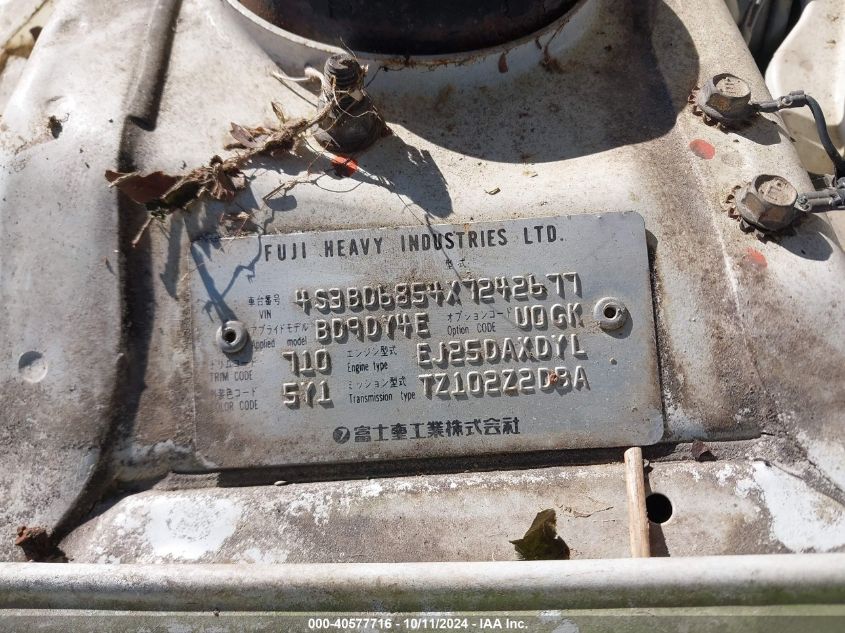 FUJI HEAVY INDUSTRIES LTD.
型式
車台番号 VIN 4S3BD6854X7242677
アプライドモデル Applied model BD9DY4E オプションコード Option CODE U0GK
トリムコード TRIM CODE 710 エンジン型式 Engine type EJ25DAXDYL
外装色コード COLOR CODE 5Y1 ミッション型式 Transmission type TZ102Z2DBA
富士重工業株式会社
000-40577716 - 10/11/2024 - IAA Inc.